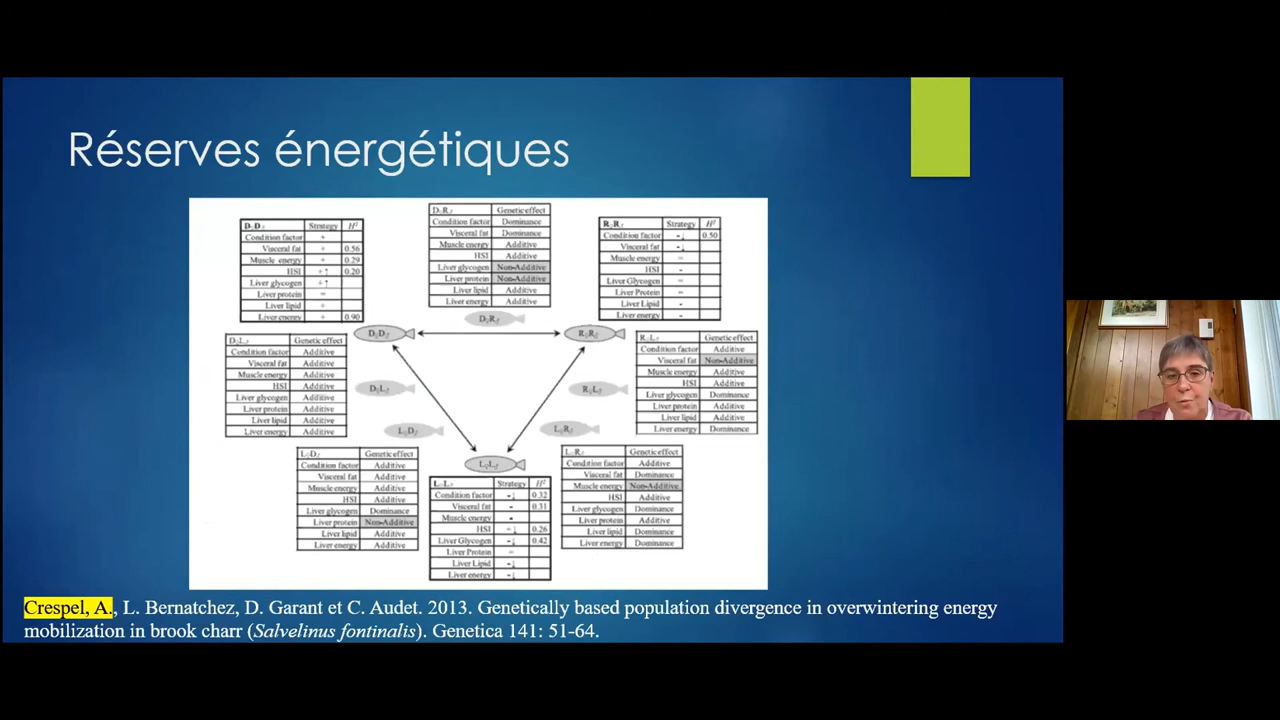 Réserves énergétiques
D♀D♂ Strategy H²
Condition factor +
Visceral fat + 0.56
Muscle energy + 0.29
HSI +↑ 0.20
Liver glycogen +↑
Liver protein =
Liver lipid +
Liver energy + 0.90
D♀R♂ Genetic effect
Condition factor Dominance
Visceral fat Dominance
Muscle energy Additive
HSI Additive
Liver glycogen Non-Additive
Liver protein Non-Additive
Liver lipid Additive
Liver energy Additive
R♀R♂ Strategy H²
Condition factor -↓ 0.50
Visceral fat -↓
Muscle energy =
HSI -
Liver Glycogen =
Liver Protein =
Liver Lipid -
Liver energy -
D♀R♂
D♀D♂
R♀R♂
D♀L♂ Genetic effect
Condition factor Additive
Visceral fat Additive
Muscle energy Additive
HSI Additive
Liver glycogen Additive
Liver protein Additive
Liver lipid Additive
Liver energy Additive
R♀L♂ Genetic effect
Condition factor Additive
Visceral fat Non-Additive
Muscle energy Additive
HSI Additive
Liver glycogen Dominance
Liver protein Additive
Liver lipid Additive
Liver energy Dominance
D♀L♂
R♀L♂
L♀D♂
L♀R♂
L♀L♂
L♀D♂ Genetic effect
Condition factor Additive
Visceral fat Additive
Muscle energy Additive
HSI Additive
Liver glycogen Dominance
Liver protein Non-Additive
Liver lipid Additive
Liver energy Additive
L♀L♂ Strategy H²
Condition factor -↓ 0.32
Visceral fat - 0.31
Muscle energy -
HSI +↓ 0.26
Liver Glycogen -↓ 0.42
Liver Protein =
Liver Lipid -↓
Liver energy -↓
L♀R♂ Genetic effect
Condition factor Additive
Visceral fat Dominance
Muscle energy Non-Additive
HSI Additive
Liver glycogen Dominance
Liver protein Additive
Liver lipid Dominance
Liver energy Dominance
Crespel, A., L. Bernatchez, D. Garant et C. Audet. 2013. Genetically based population divergence in overwintering energy
mobilization in brook charr (Salvelinus fontinalis). Genetica 141: 51-64.